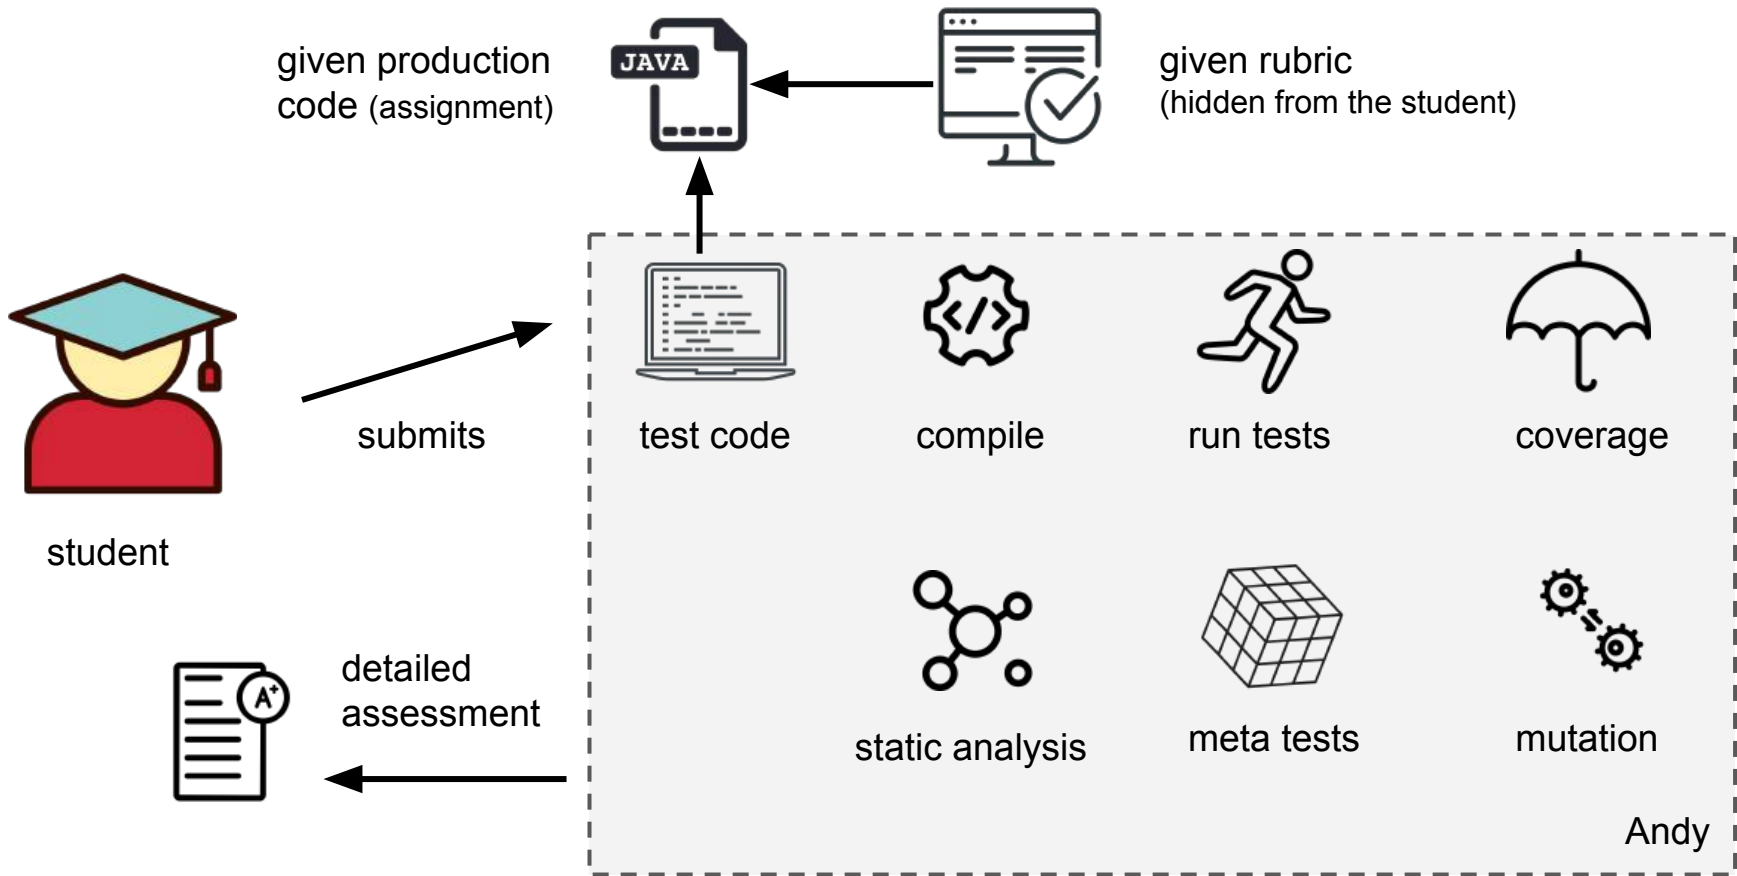 given production
code (assignment)
JAVA
given rubric
(hidden from the student)
</>
submits
test code
compile
run tests
coverage
student
detailed
assessment
A+
static analysis
meta tests
mutation
Andy